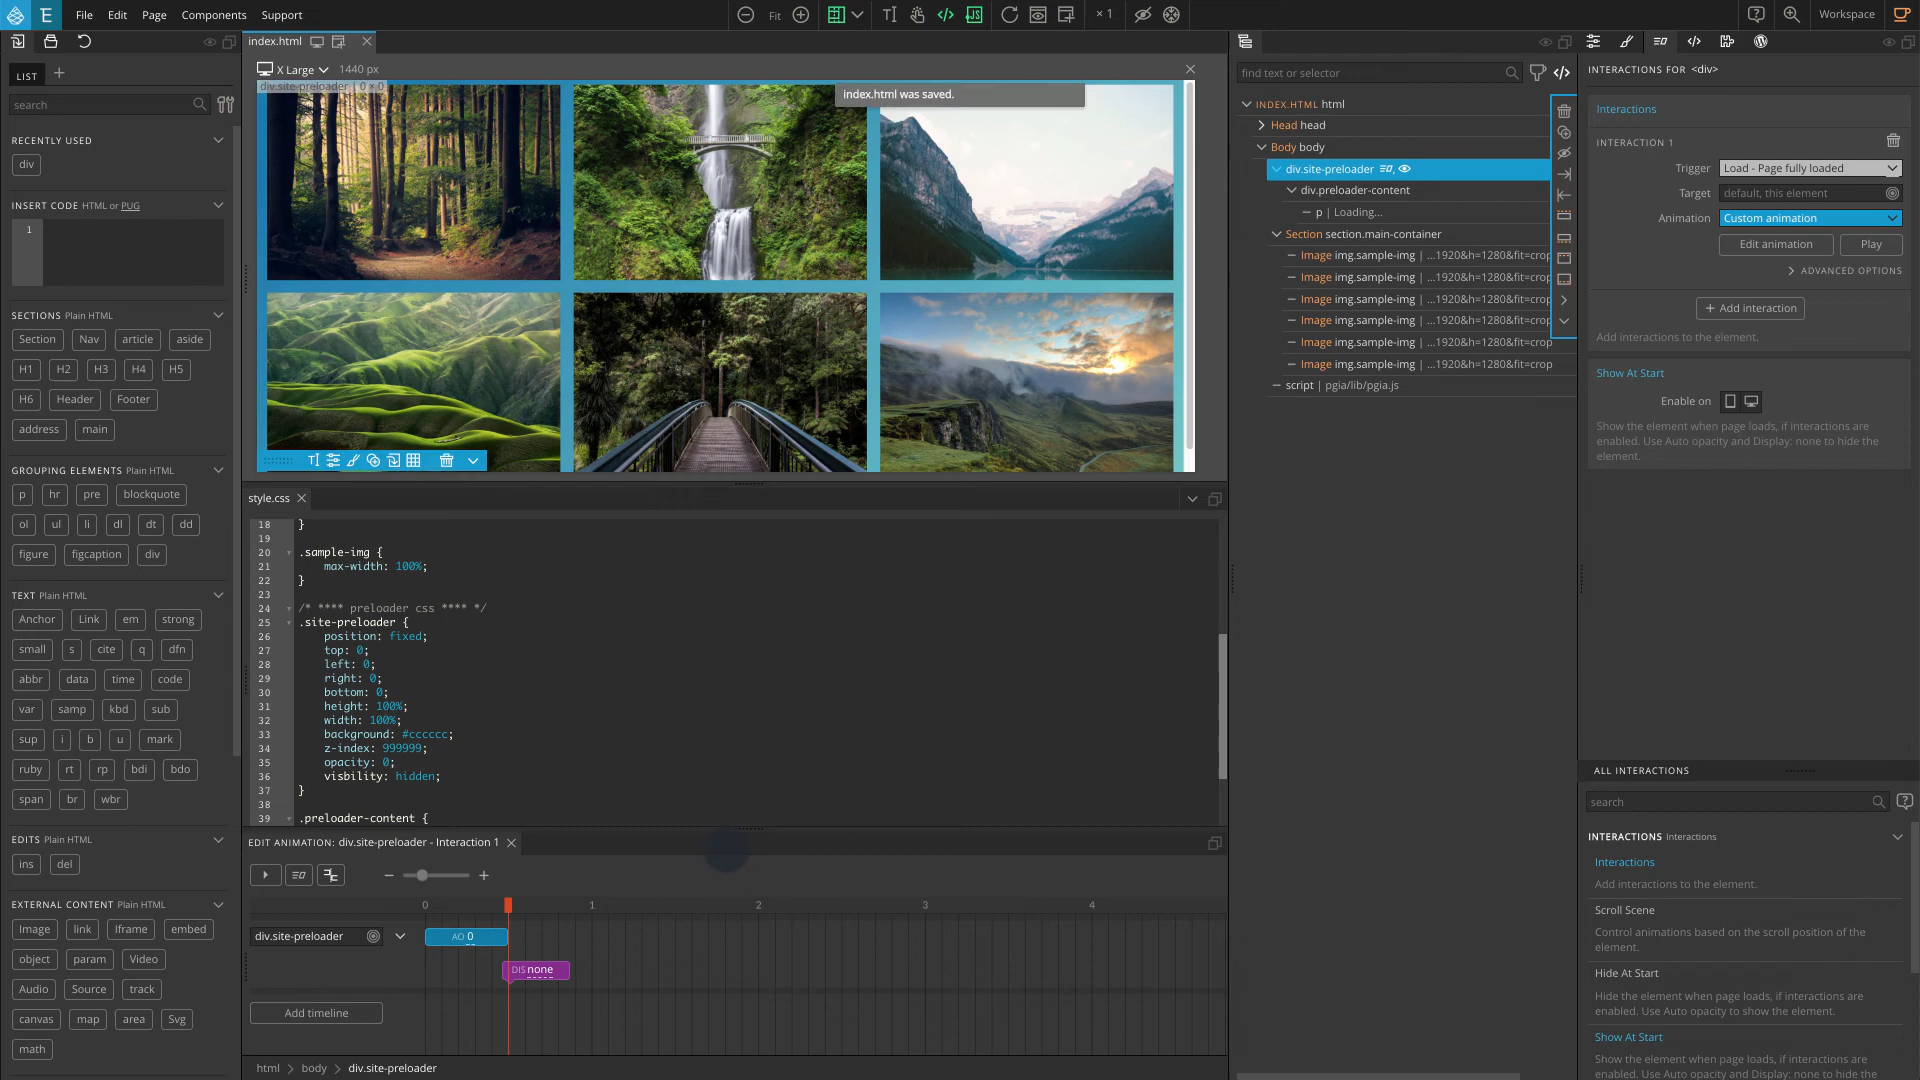 E File Edit Page Components Support Fit × 1 Workspace
index.html
LIST
search
RECENTLY USED
div
INSERT CODE HTML or PUG
1
SECTIONS Plain HTML
Section Nav article aside
H1 H2 H3 H4 H5
H6 Header Footer
address main
GROUPING ELEMENTS Plain HTML
p hr pre blockquote
ol ul li dl dt dd
figure figcaption div
TEXT Plain HTML
Anchor Link em strong
small s cite q dfn
abbr data time code
var samp kbd sub
sup i b u mark
ruby rt rp bdi bdo
span br wbr
EDITS Plain HTML
ins del
EXTERNAL CONTENT Plain HTML
Image link Iframe embed
object param Video
Audio Source track
canvas map area Svg
math
X Large 1440 px
div.site-preloader | 0 × 0
index.html was saved.
style.css
18 }
19
20 .sample-img {
21 max-width: 100%;
22 }
23
24 /* **** preloader css **** */
25 .site-preloader {
26 position: fixed;
27 top: 0;
28 left: 0;
29 right: 0;
30 bottom: 0;
31 height: 100%;
32 width: 100%;
33 background: #cccccc;
34 z-index: 999999;
35 opacity: 0;
36 visbility: hidden;
37 }
38
39 .preloader-content {
EDIT ANIMATION: div.site-preloader - Interaction 1
0 1 2 3 4
div.site-preloader AO 0
DIS none
Add timeline
html > body > div.site-preloader
find text or selector
INDEX.HTML html
Head head
Body body
div.site-preloader
div.preloader-content
p | Loading...
Section section.main-container
Image img.sample-img | ...1920&h=1280&fit=crop
Image img.sample-img | ...1920&h=1280&fit=crop
Image img.sample-img | ...1920&h=1280&fit=crop
Image img.sample-img | ...1920&h=1280&fit=crop
Image img.sample-img | ...1920&h=1280&fit=crop
Image img.sample-img | ...1920&h=1280&fit=crop
script | pgia/lib/pgia.js
INTERACTIONS FOR <div>
Interactions
INTERACTION 1
Trigger Load - Page fully loaded
Target default, this element
Animation Custom animation
Edit animation Play
ADVANCED OPTIONS
+ Add interaction
Add interactions to the element.
Show At Start
Enable on
Show the element when page loads, if interactions are
enabled. Use Auto opacity and Display: none to hide the
element.
ALL INTERACTIONS
search
INTERACTIONS Interactions
Interactions
Add interactions to the element.
Scroll Scene
Control animations based on the scroll position of the
element.
Hide At Start
Hide the element when page loads, if interactions are
enabled. Use Auto opacity to show the element.
Show At Start
Show the element when page loads, if interactions are
enabled. Use Auto opacity and Display: none to hide the